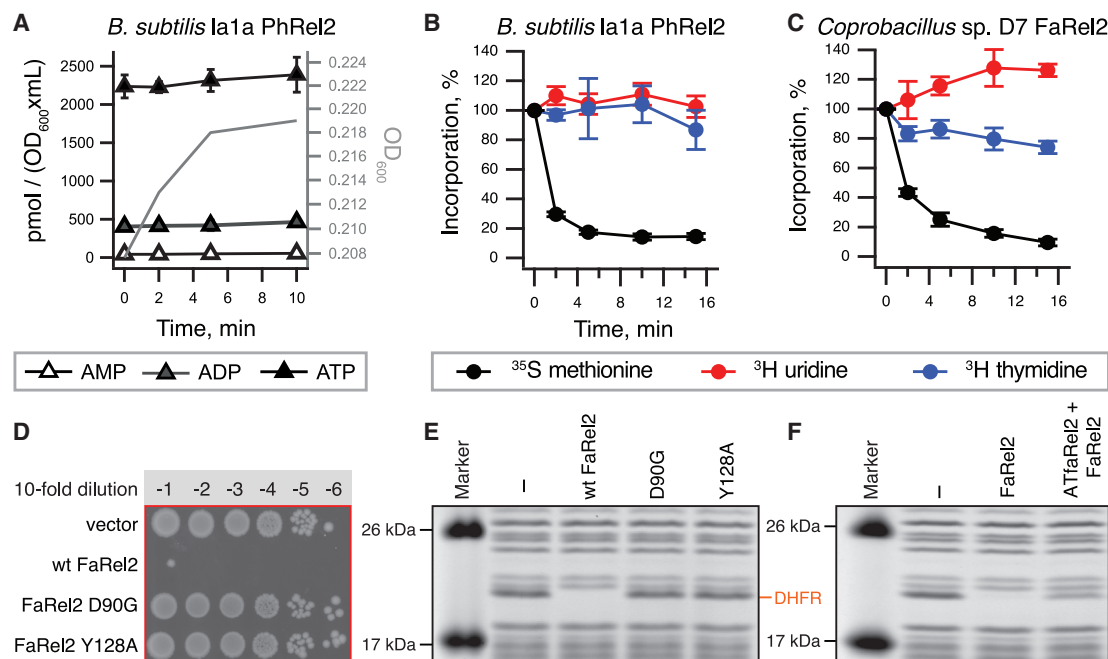 A
B. subtilis Ia1a PhRel2
2500
2000
1500
1000
500
0
pmol / (OD600xmL)
0.224
0.222
0.220
0.218
0.216
0.214
0.212
0.210
0.208
OD600
0 2 4 6 8 10
Time, min
AMP ADP ATP
B
B. subtilis Ia1a PhRel2
140
120
100
80
60
40
20
0
Incorporation, %
0 4 8 12 16
Time, min
C
Coprobacillus sp. D7 FaRel2
140
120
100
80
60
40
20
0
Icorporation, %
0 4 8 12 16
Time, min
35S methionine 3H uridine 3H thymidine
D
10-fold dilution -1 -2 -3 -4 -5 -6
vector
wt FaRel2
FaRel2 D90G
FaRel2 Y128A
E
Marker
–
wt FaRel2
D90G
Y128A
26 kDa
17 kDa
DHFR
F
Marker
–
FaRel2
ATfaRel2 +
FaRel2
26 kDa
17 kDa